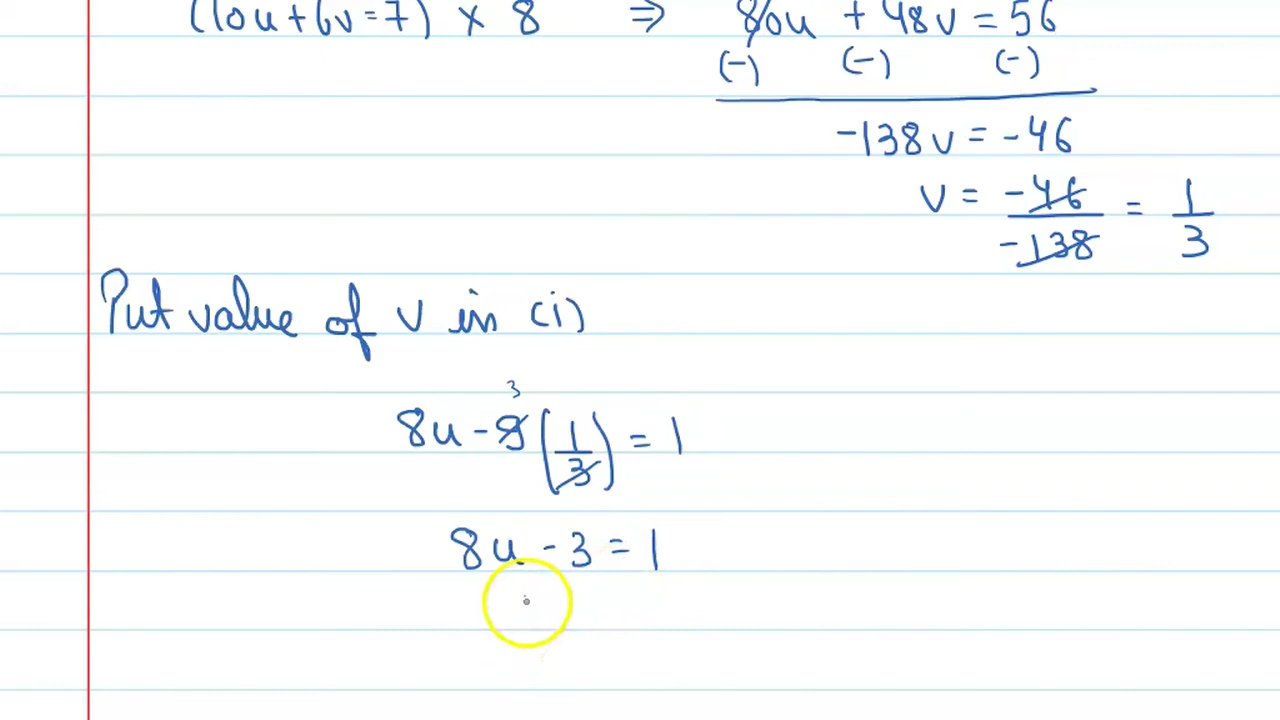 (10u+6v=7) × 8 ⇒ 80u + 48v = 56
(-) (-) (-)
-138v = -46
v = -46/-138 = 1/3
Put value of v in (i)
3
8u - 9(1/3) = 1
8u - 3 = 1